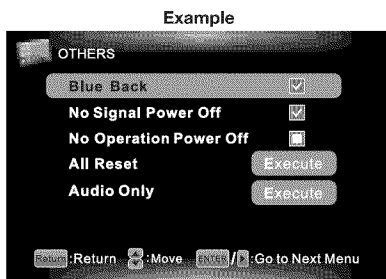 Example
OTHERS
Blue Back
No Signal Power Off
No Operation Power Off
All Reset Execute
Audio Only Execute
Return :Return :Move ENTER / :Go to Next Menu